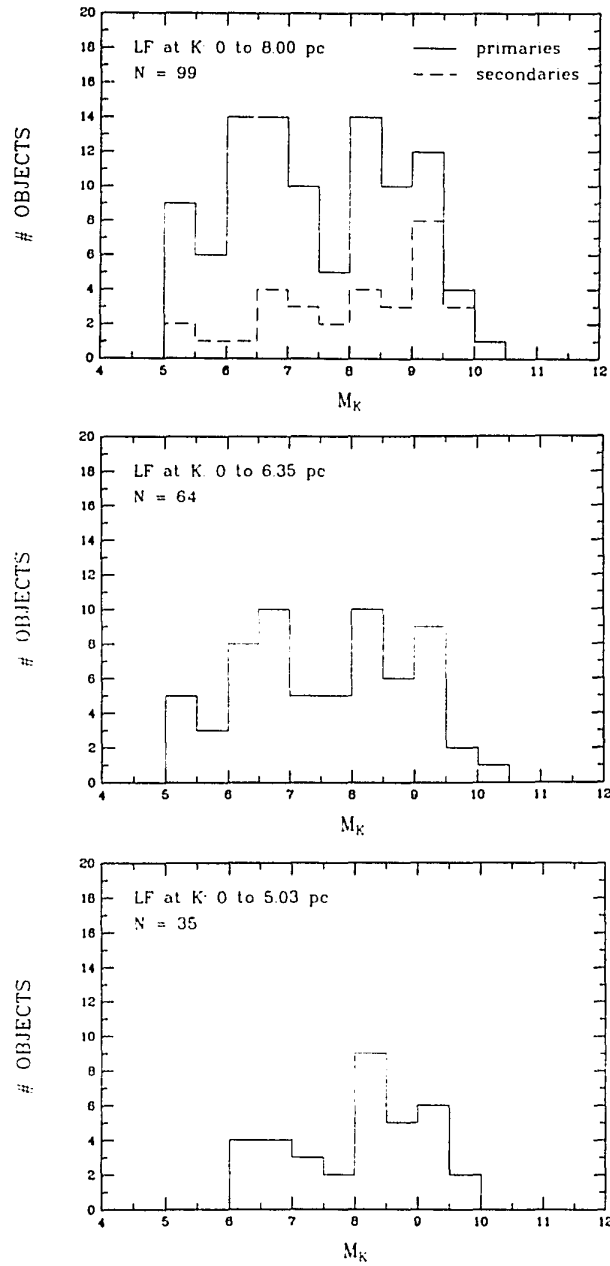 20
18
16
14
12
10
8
6
4
2
0
# OBJECTS
LF at K: 0 to 8.00 pc
N = 99
primaries
secondaries
4 5 6 7 8 9 10 11 12
M_K
20
18
16
14
12
10
8
6
4
2
0
# OBJECTS
LF at K: 0 to 6.35 pc
N = 64
4 5 6 7 8 9 10 11 12
M_K
20
18
16
14
12
10
8
6
4
2
0
# OBJECTS
LF at K: 0 to 5.03 pc
N = 35
4 5 6 7 8 9 10 11 12
M_K